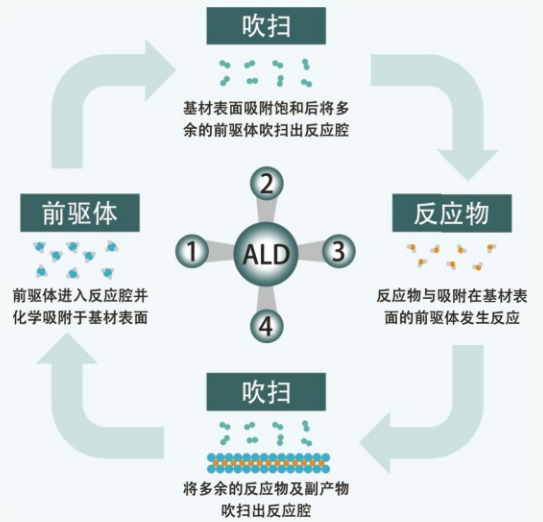 吹扫
基材表面吸附饱和后将多
余的前驱体吹扫出反应腔
前驱体
前驱体进入反应腔并
化学吸附于基材表面
2
1
ALD
3
4
反应物
反应物与吸附在基材表
面的前驱体发生反应
吹扫
将多余的反应物及副产物
吹扫出反应腔